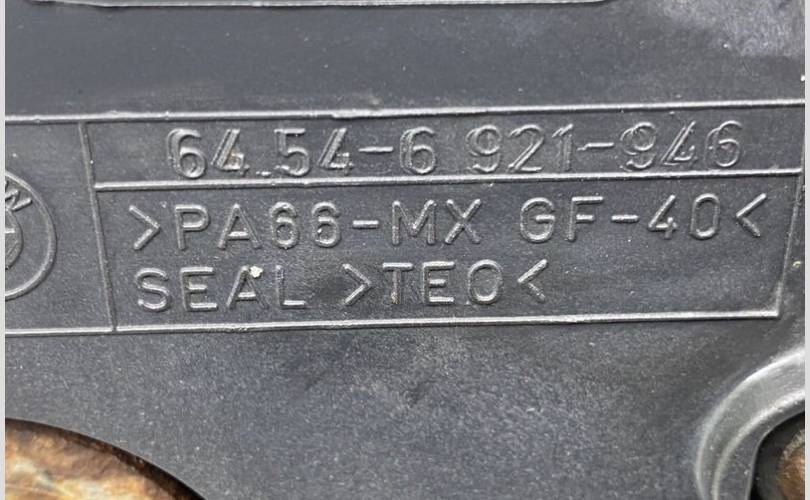 64.54-6 921-946
>PA66-MX GF-40<
SEAL >TEO<